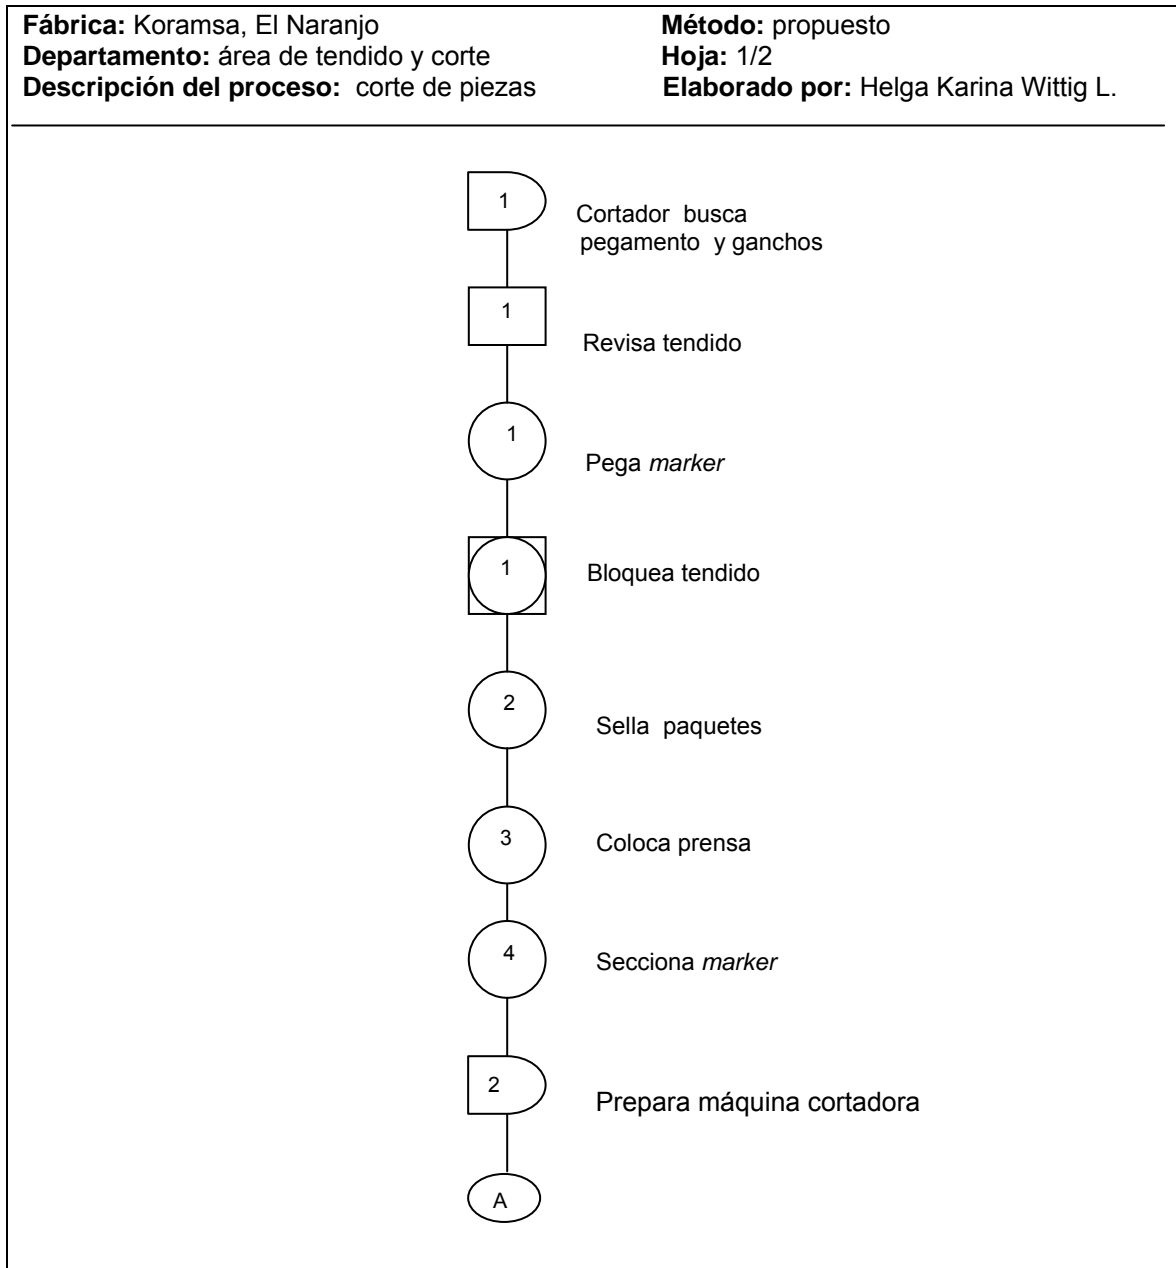 Fábrica: Koramsa, El Naranjo Método: propuesto
Departamento: área de tendido y corte Hoja: 1/2
Descripción del proceso: corte de piezas Elaborado por: Helga Karina Wittig L.
1
Cortador busca
pegamento y ganchos
1
Revisa tendido
1
Pega marker
1
Bloquea tendido
2
Sella paquetes
3
Coloca prensa
4
Secciona marker
2
Prepara máquina cortadora
A